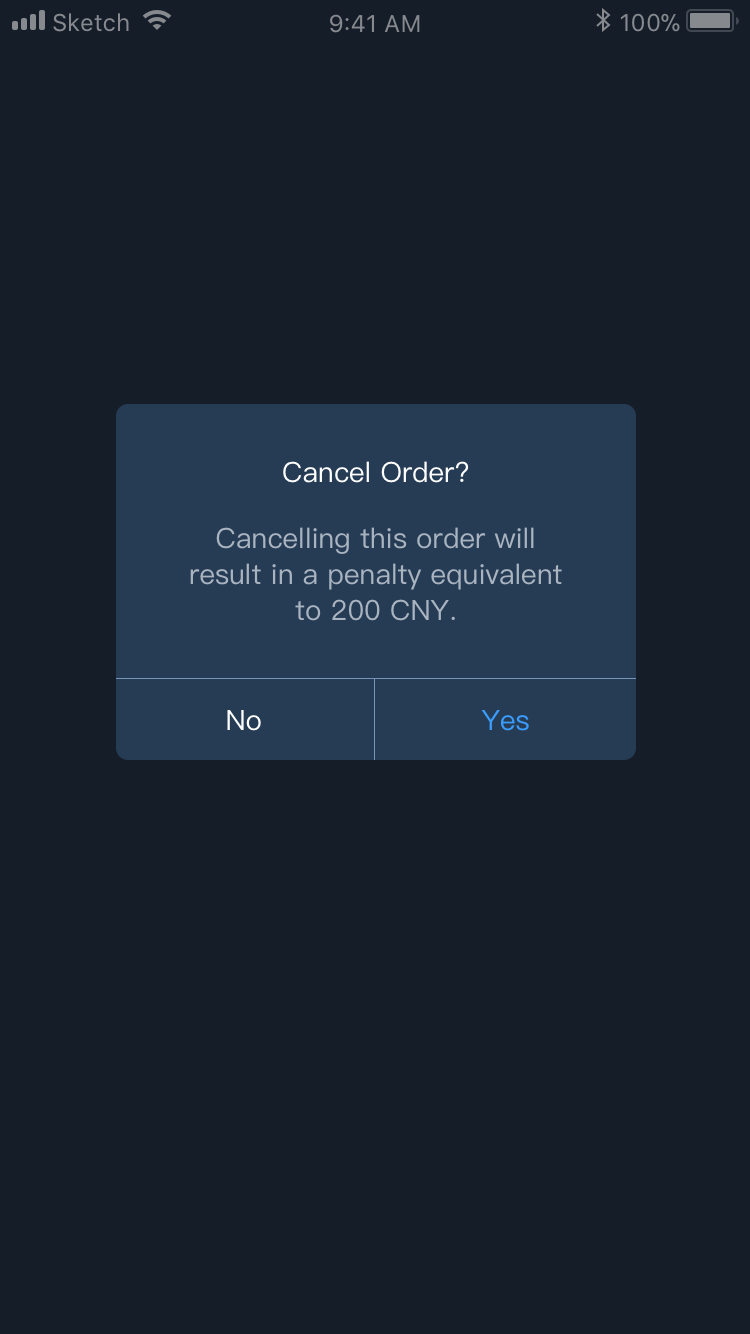 Sketch 9:41 AM 100%
Cancel Order?
Cancelling this order will
result in a penalty equivalent
to 200 CNY.
No Yes